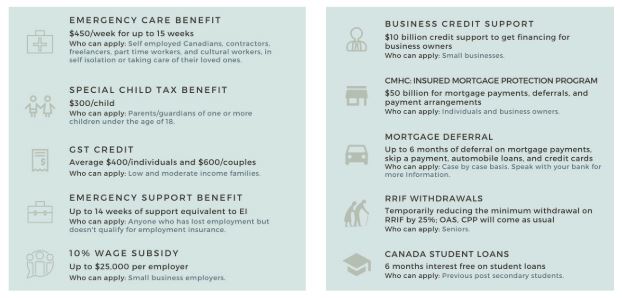 EMERGENCY CARE BENEFIT
$450/week for up to 15 weeks
Who can apply: Self employed Canadians, contractors,
freelancers, part time workers, and cultural workers, in
self isolation or taking care of their loved ones.
SPECIAL CHILD TAX BENEFIT
$300/child
Who can apply: Parents/guardians of one or more
children under the age of 18.
GST CREDIT
Average $400/individuals and $600/couples
Who can apply: Low and moderate income families.
EMERGENCY SUPPORT BENEFIT
Up to 14 weeks of support equivalent to EI
Who can apply: Anyone who has lost employment but
doesn't qualify for employment insurance.
10% WAGE SUBSIDY
Up to $25,000 per employer
Who can apply: Small business employers.
BUSINESS CREDIT SUPPORT
$10 billion credit support to get financing for
business owners
Who can apply: Small businesses.
CMHC: INSURED MORTGAGE PROTECTION PROGRAM
$50 billion for mortgage payments, deferrals, and
payment arrangements
Who can apply: Individuals and business owners.
MORTGAGE DEFERRAL
Up to 6 months of deferral on mortgage payments,
skip a payment, automobile loans, and credit cards
Who can apply: Case by case basis. Speak with your bank for
more information.
RRIF WITHDRAWALS
Temporarily reducing the minimum withdrawal on
RRIF by 25%; OAS, CPP will come as usual
Who can apply: Seniors.
CANADA STUDENT LOANS
6 months interest free on student loans
Who can apply: Previous post secondary students.